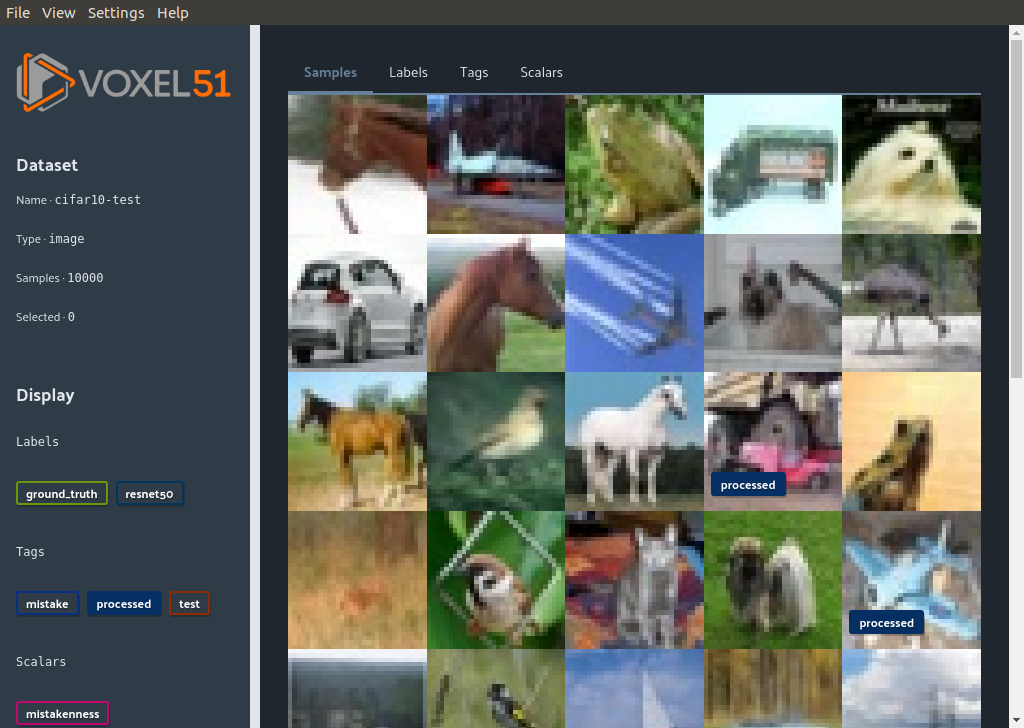 File View Settings Help
VOXEL51
Samples Labels Tags Scalars
Dataset
Name · cifar10-test
Type · image
Samples · 10000
Selected · 0
Display
Labels
ground_truth resnet50
Tags
mistake processed test
Scalars
mistakenness
processed
processed